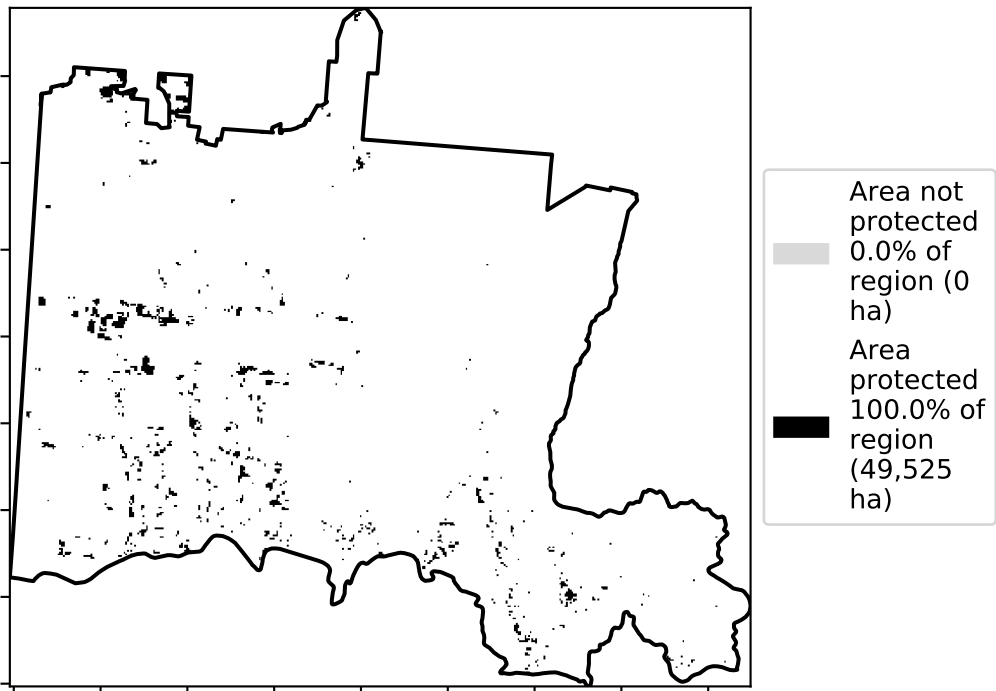 Area not
protected
0.0% of
region (0
ha)
Area
protected
100.0% of
region
(49,525
ha)